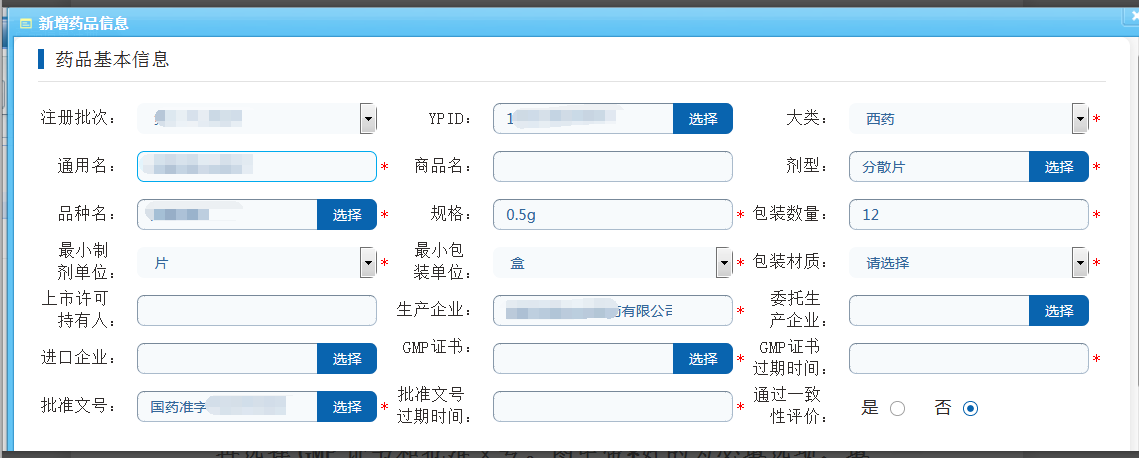 新增药品信息
药品基本信息
注册批次： YPID： 1 选择 大类： 西药 *
通用名： * 商品名： 剂型： 分散片 选择 *
品种名： 选择 * 规格： 0.5g * 包装数量： 12 *
最小制剂单位： 片 * 最小包装单位： 盒 * 包装材质： 请选择 *
上市许可持有人： 生产企业： 药有限公司 * 委托生产企业： 选择
进口企业： 选择 GMP证书： 选择 * GMP证书过期时间： *
批准文号： 国药准字 选择 * 批准文号过期时间： * 通过一致性评价： 是 否